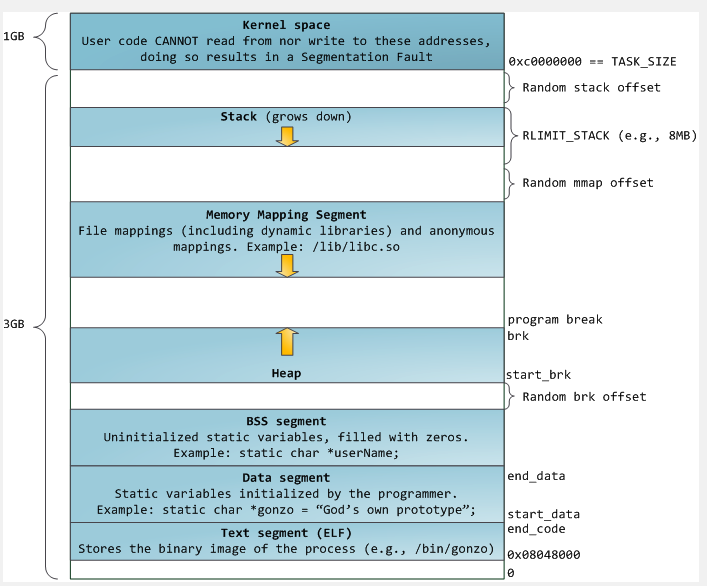 Kernel space
1GB
User code CANNOT read from nor write to these addresses,
doing so results in a Segmentation Fault
0xc0000000 == TASK_SIZE
Random stack offset
Stack (grows down)
RLIMIT_STACK (e.g., 8MB)
Random mmap offset
Memory Mapping Segment
File mappings (including dynamic libraries) and anonymous
mappings. Example: /lib/libc.so
3GB
program break
brk
Heap
start_brk
Random brk offset
BSS segment
Uninitialized static variables, filled with zeros.
Example: static char *userName;
Data segment
end_data
Static variables initialized by the programmer.
Example: static char *gonzo = “God’s own prototype”;
start_data
Text segment (ELF)
end_code
Stores the binary image of the process (e.g., /bin/gonzo)
0x08048000
0